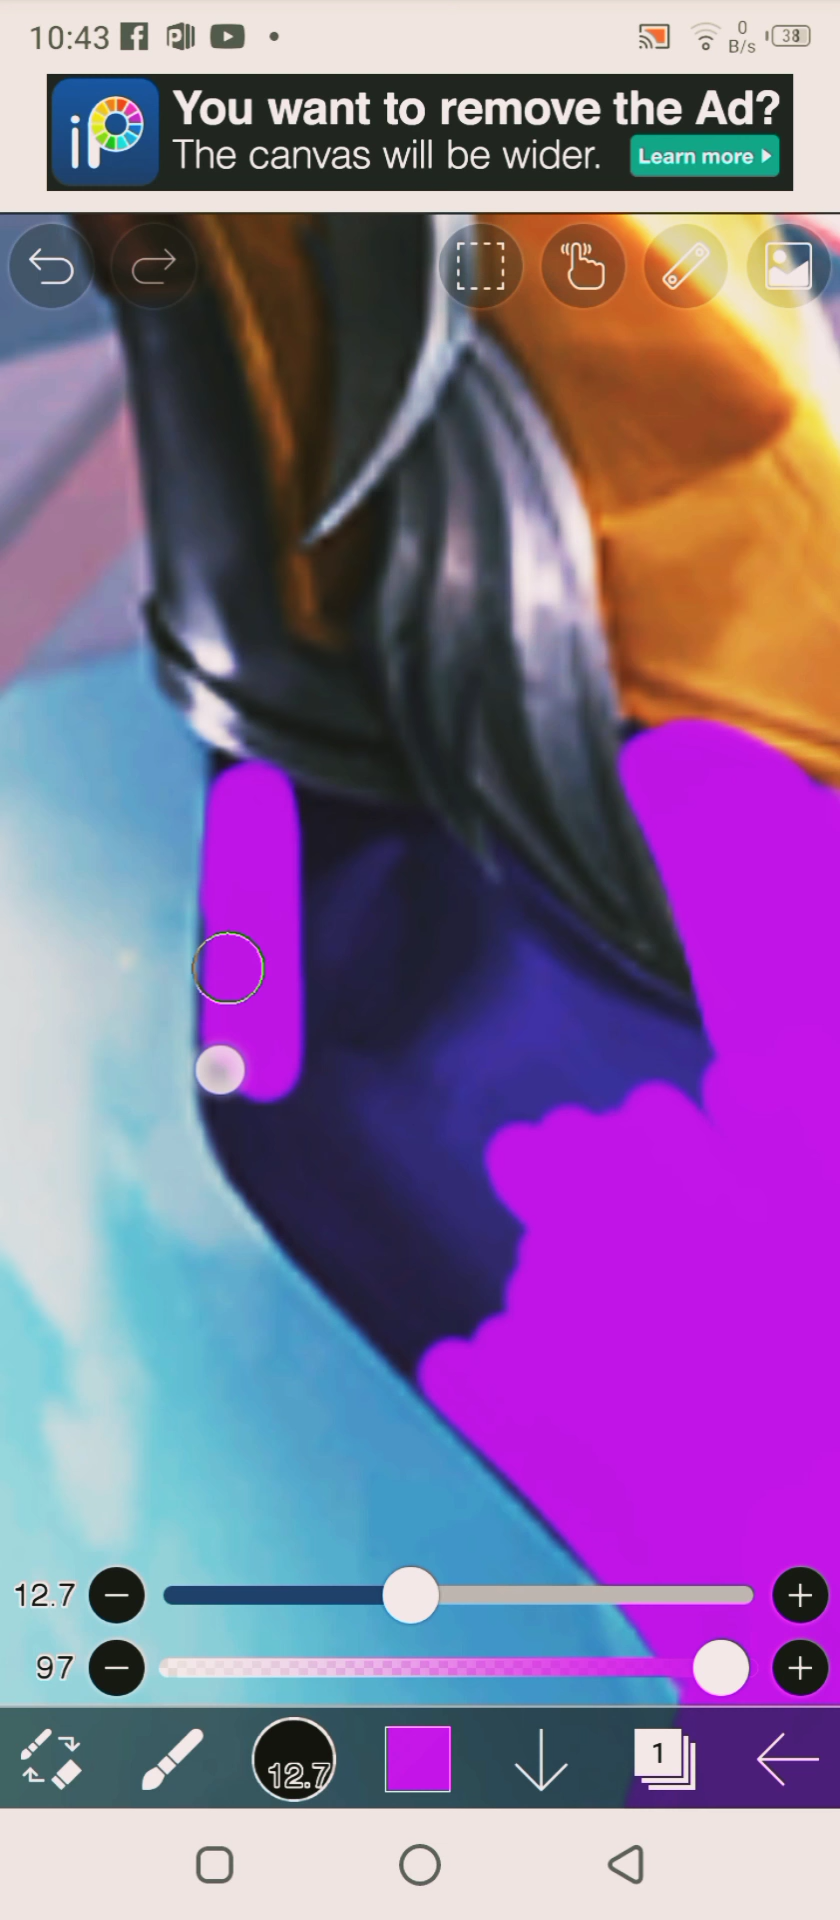 10:43
0
B/s
38
iP
You want to remove the Ad?
The canvas will be wider.
Learn more
12.7
97
12.7
1